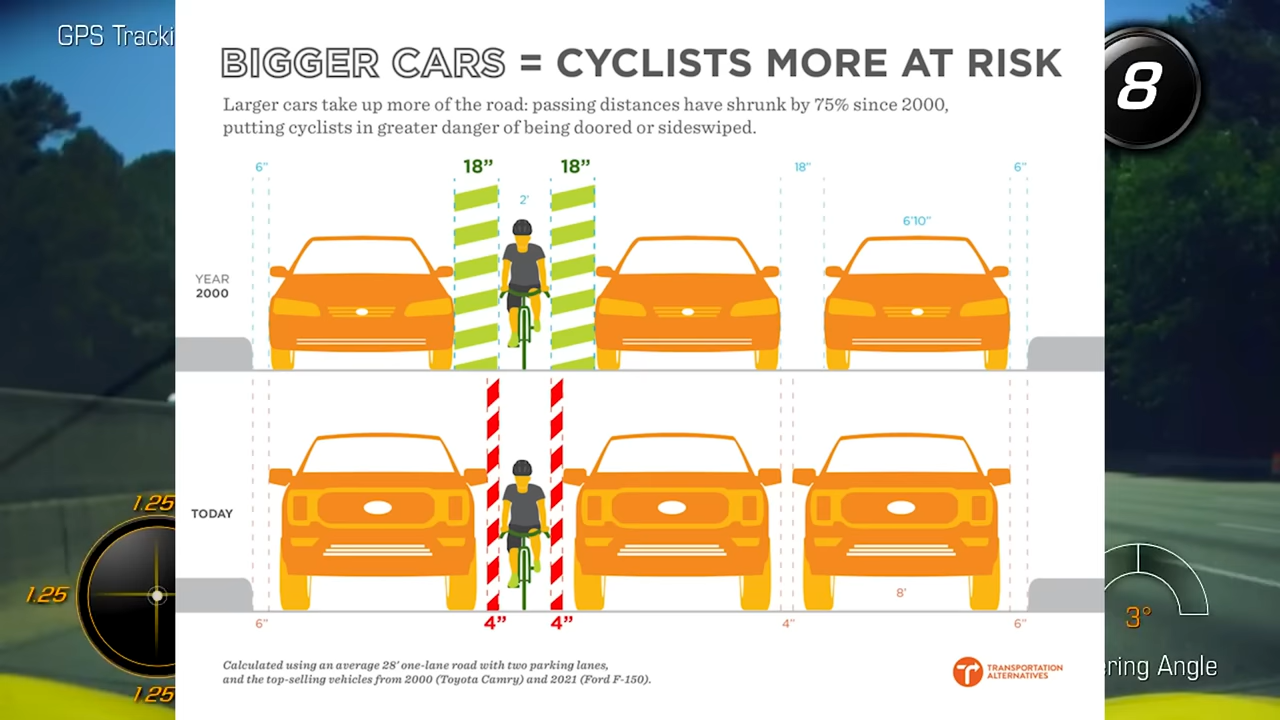 GPS Tracki
8
BIGGER CARS = CYCLISTS MORE AT RISK
Larger cars take up more of the road: passing distances have shrunk by 75% since 2000,
putting cyclists in greater danger of being doored or sideswiped.
6” 18” 18” 18” 6”
2’
6’10”
YEAR
2000
TODAY
1.25
1.25
8’
3°
6” 4” 4” 4” 6”
Calculated using an average 28’ one-lane road with two parking lanes,
and the top-selling vehicles from 2000 (Toyota Camry) and 2021 (Ford F-150).
TRANSPORTATION
ALTERNATIVES
ering Angle
1.25